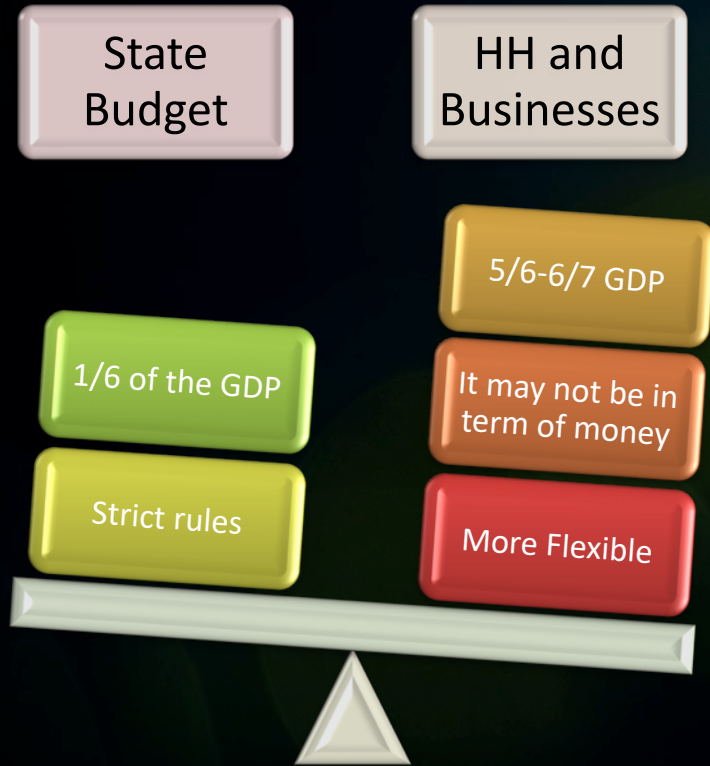 State
Budget
HH and
Businesses
5/6-6/7 GDP
1/6 of the GDP
It may not be in
term of money
Strict rules
More Flexible